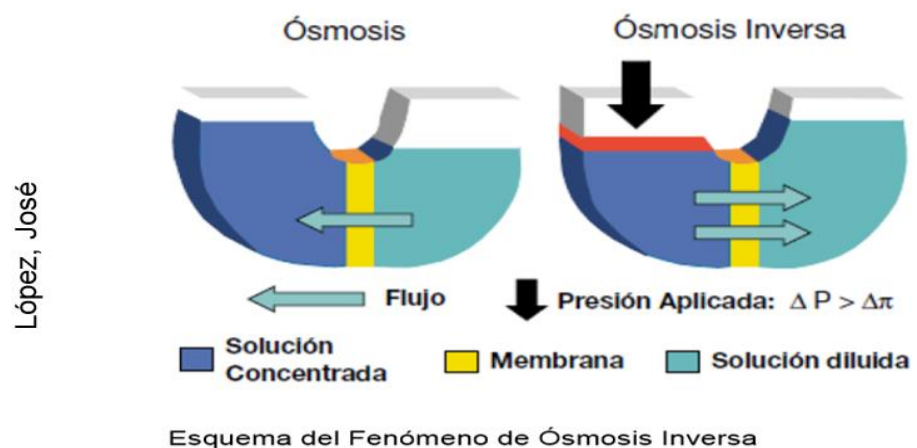 Ósmosis
Ósmosis Inversa
López, José
Flujo
Presión Aplicada: Δ P > Δπ
Solución
Concentrada
Membrana
Solución diluida
Esquema del Fenómeno de Ósmosis Inversa